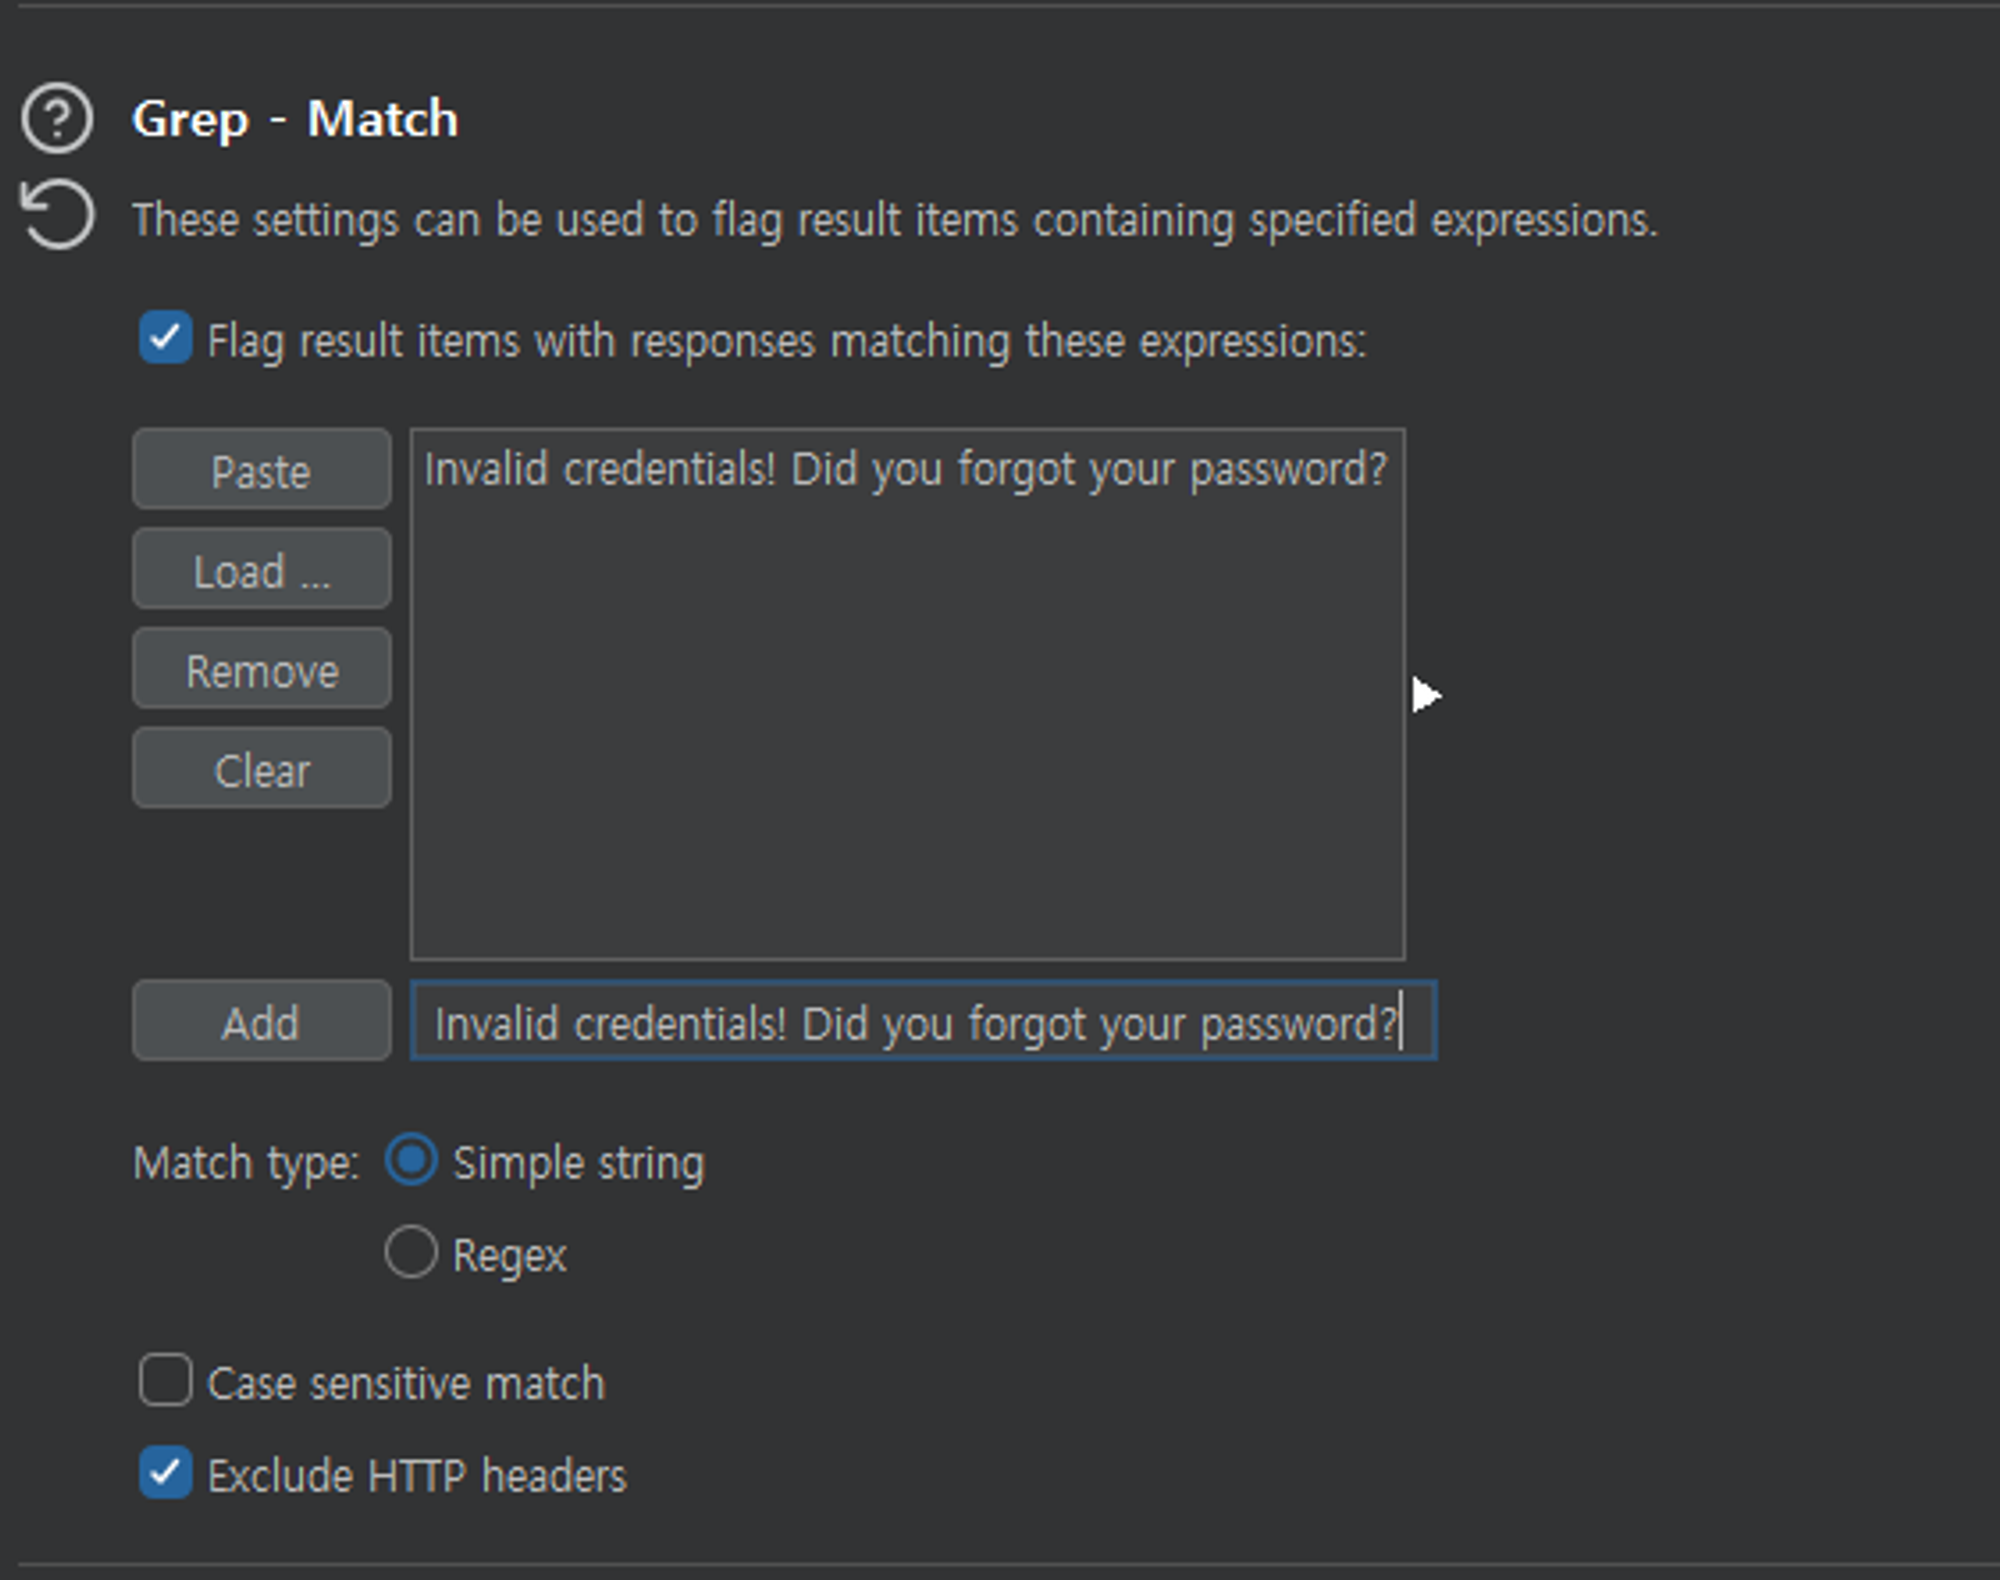 Grep - Match
These settings can be used to flag result items containing specified expressions.
Flag result items with responses matching these expressions:
Paste
Invalid credentials! Did you forgot your password?
Load ...
Remove
Clear
Add
Invalid credentials! Did you forgot your password?
Match type: Simple string
Regex
Case sensitive match
Exclude HTTP headers